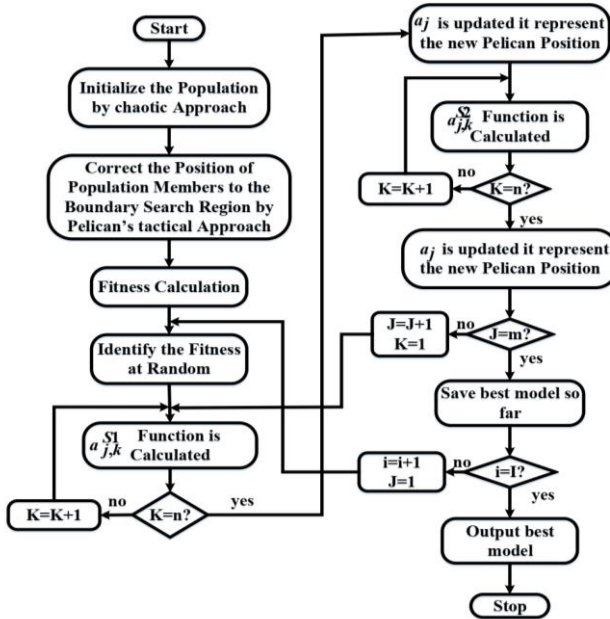 Start
Initialize the Population
by chaotic Approach
Correct the Position of
Population Members to the
Boundary Search Region by
Pelican's tactical Approach
Fitness Calculation
Identify the Fitness
at Random
a_{j,k}^{S1} Function is
Calculated
K=n?
no
K=K+1
yes
a_j is updated it represent
the new Pelican Position
a_{j,k}^{S2} Function is
Calculated
K=n?
no
K=K+1
yes
a_j is updated it represent
the new Pelican Position
J=m?
no
J=J+1
K=1
yes
Save best model so
far
i=I?
no
i=i+1
J=1
yes
Output best
model
Stop